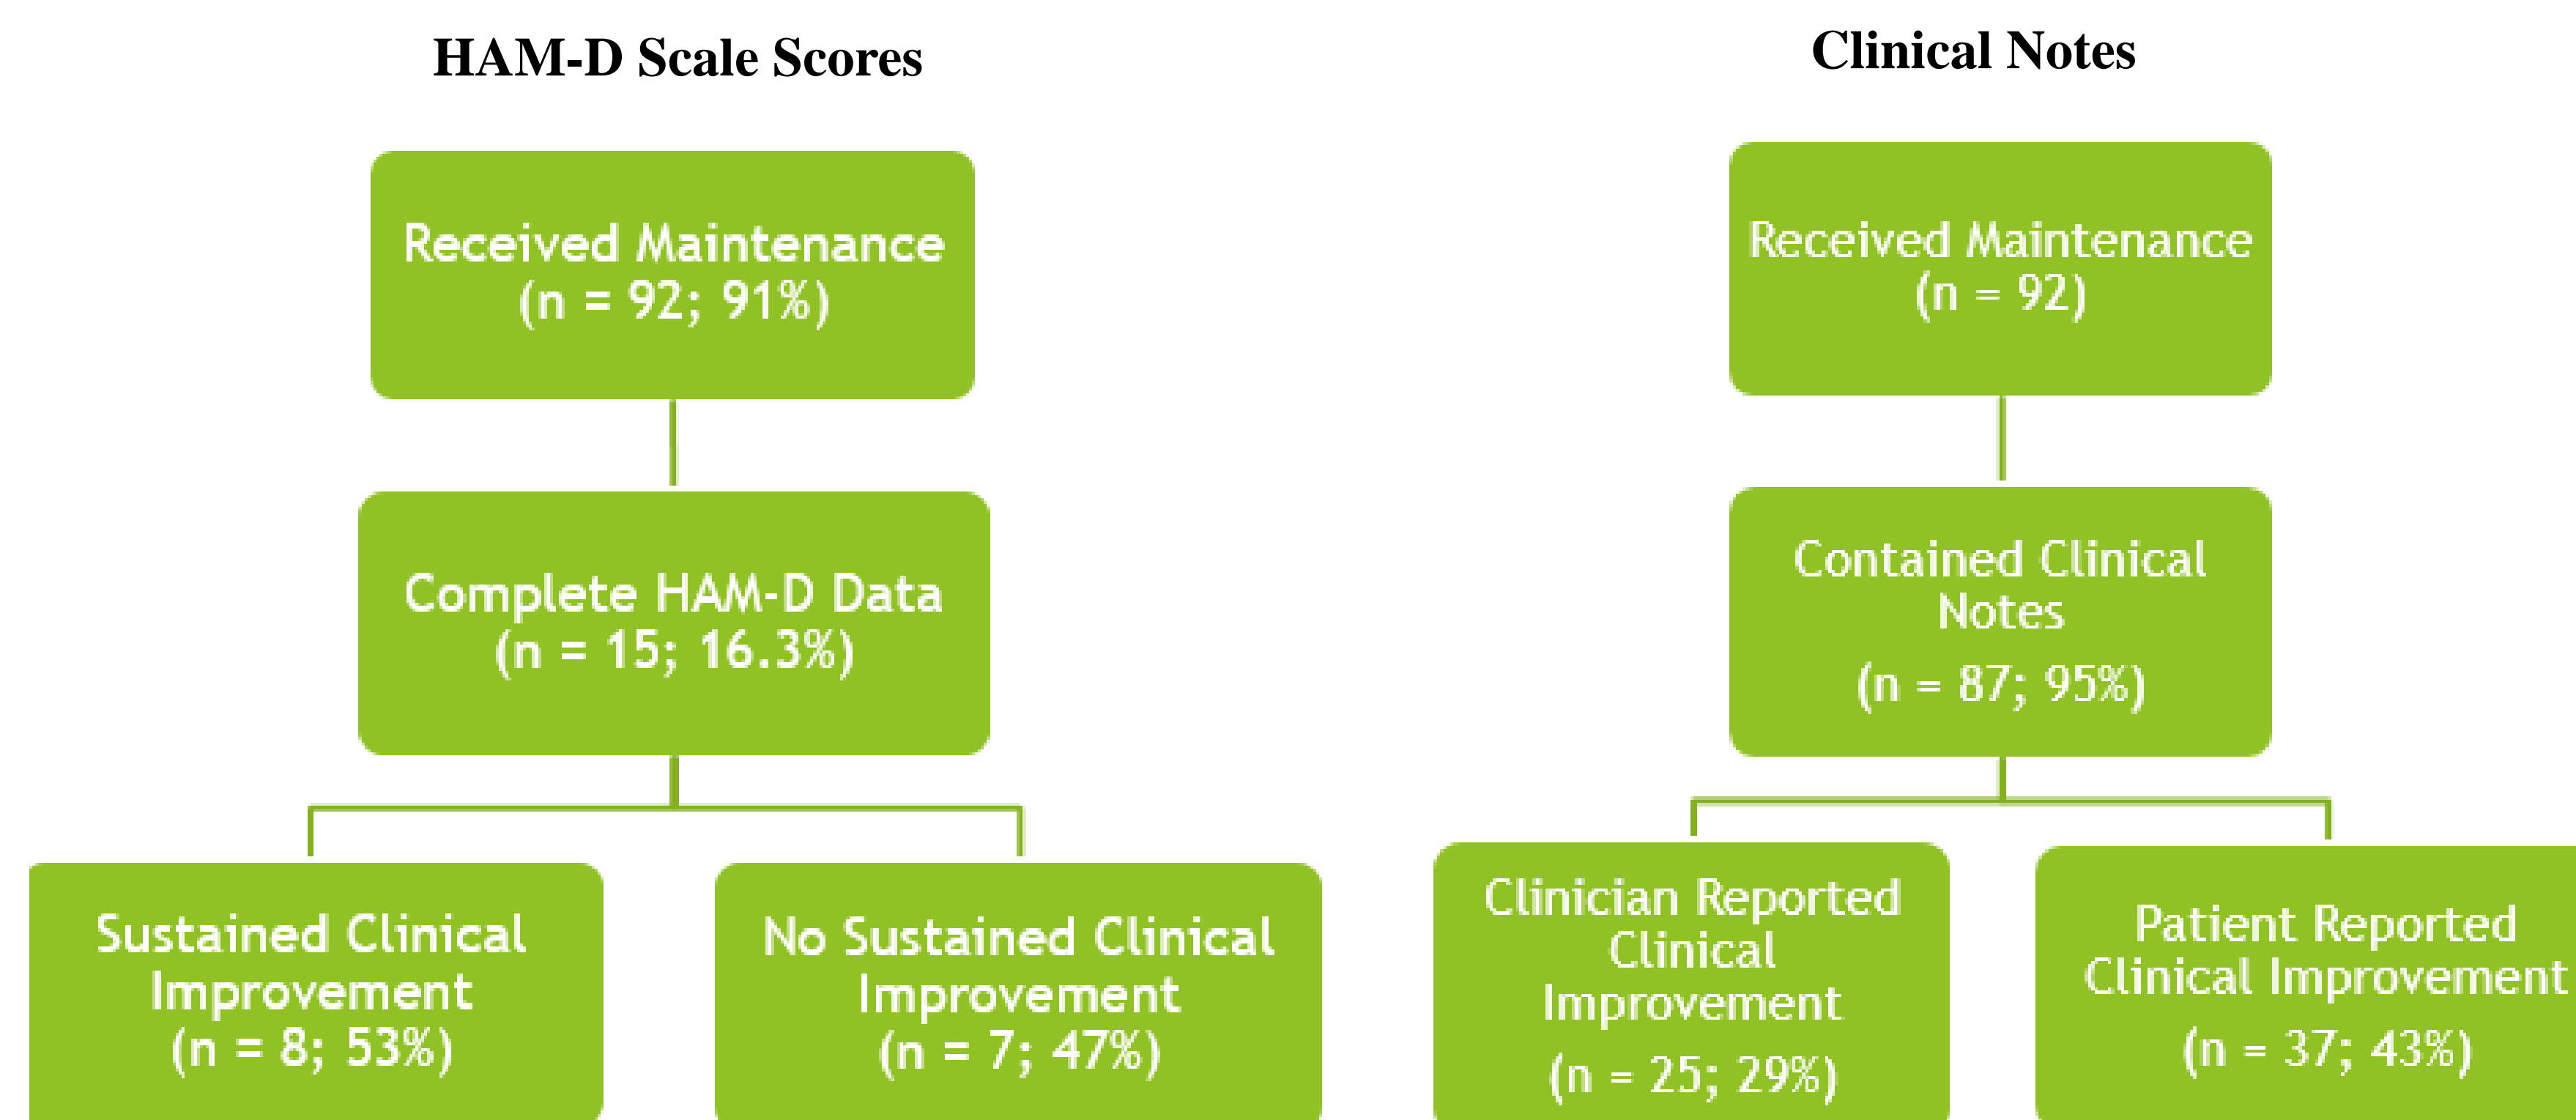 HAM-D Scale Scores
Received Maintenance
(n = 92; 91%)
Complete HAM-D Data
(n = 15; 16.3%)
Sustained Clinical
Improvement
(n = 8; 53%)
No Sustained Clinical
Improvement
(n = 7; 47%)
Clinical Notes
Received Maintenance
(n = 92)
Contained Clinical
Notes
(n = 87; 95%)
Clinician Reported
Clinical
Improvement
(n = 25; 29%)
Patient Reported
Clinical Improvement
(n = 37; 43%)